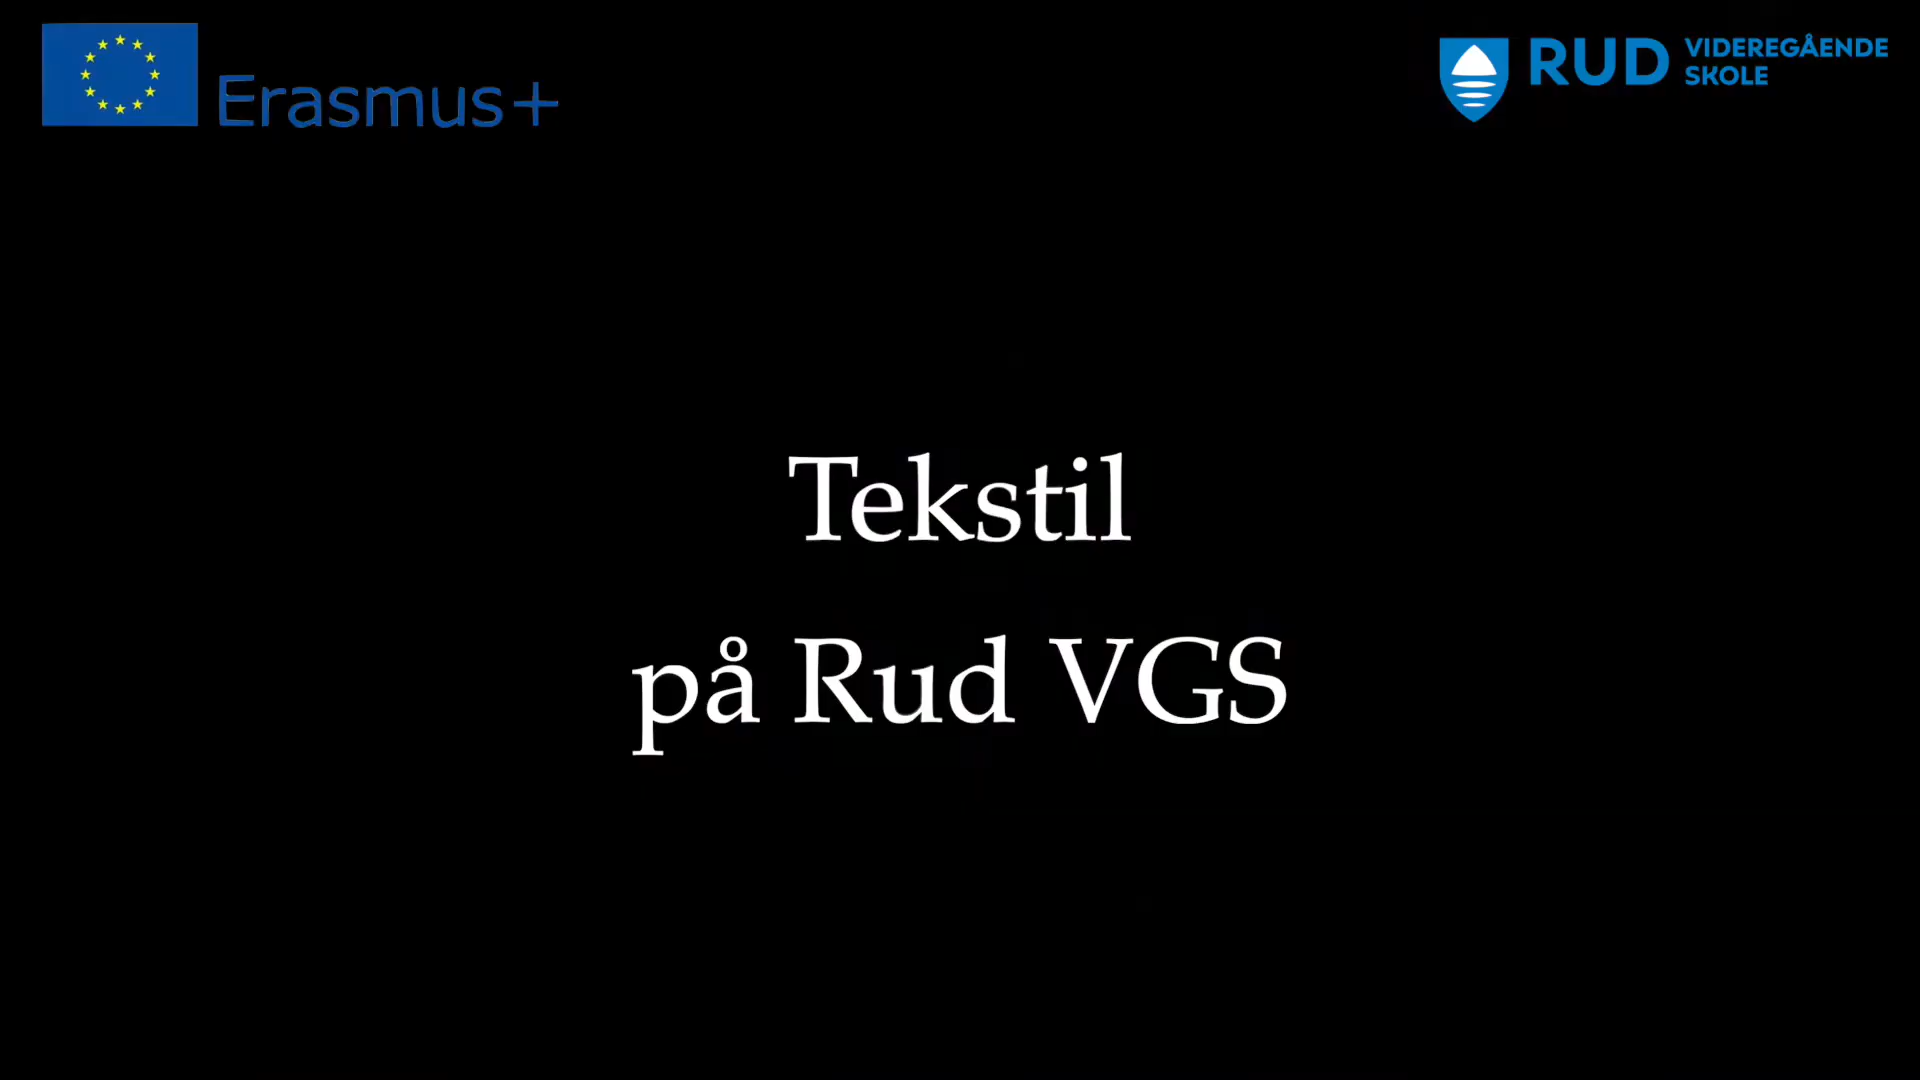 Erasmus+
RUD VIDEREGÅENDE
SKOLE
Tekstil
på Rud VGS